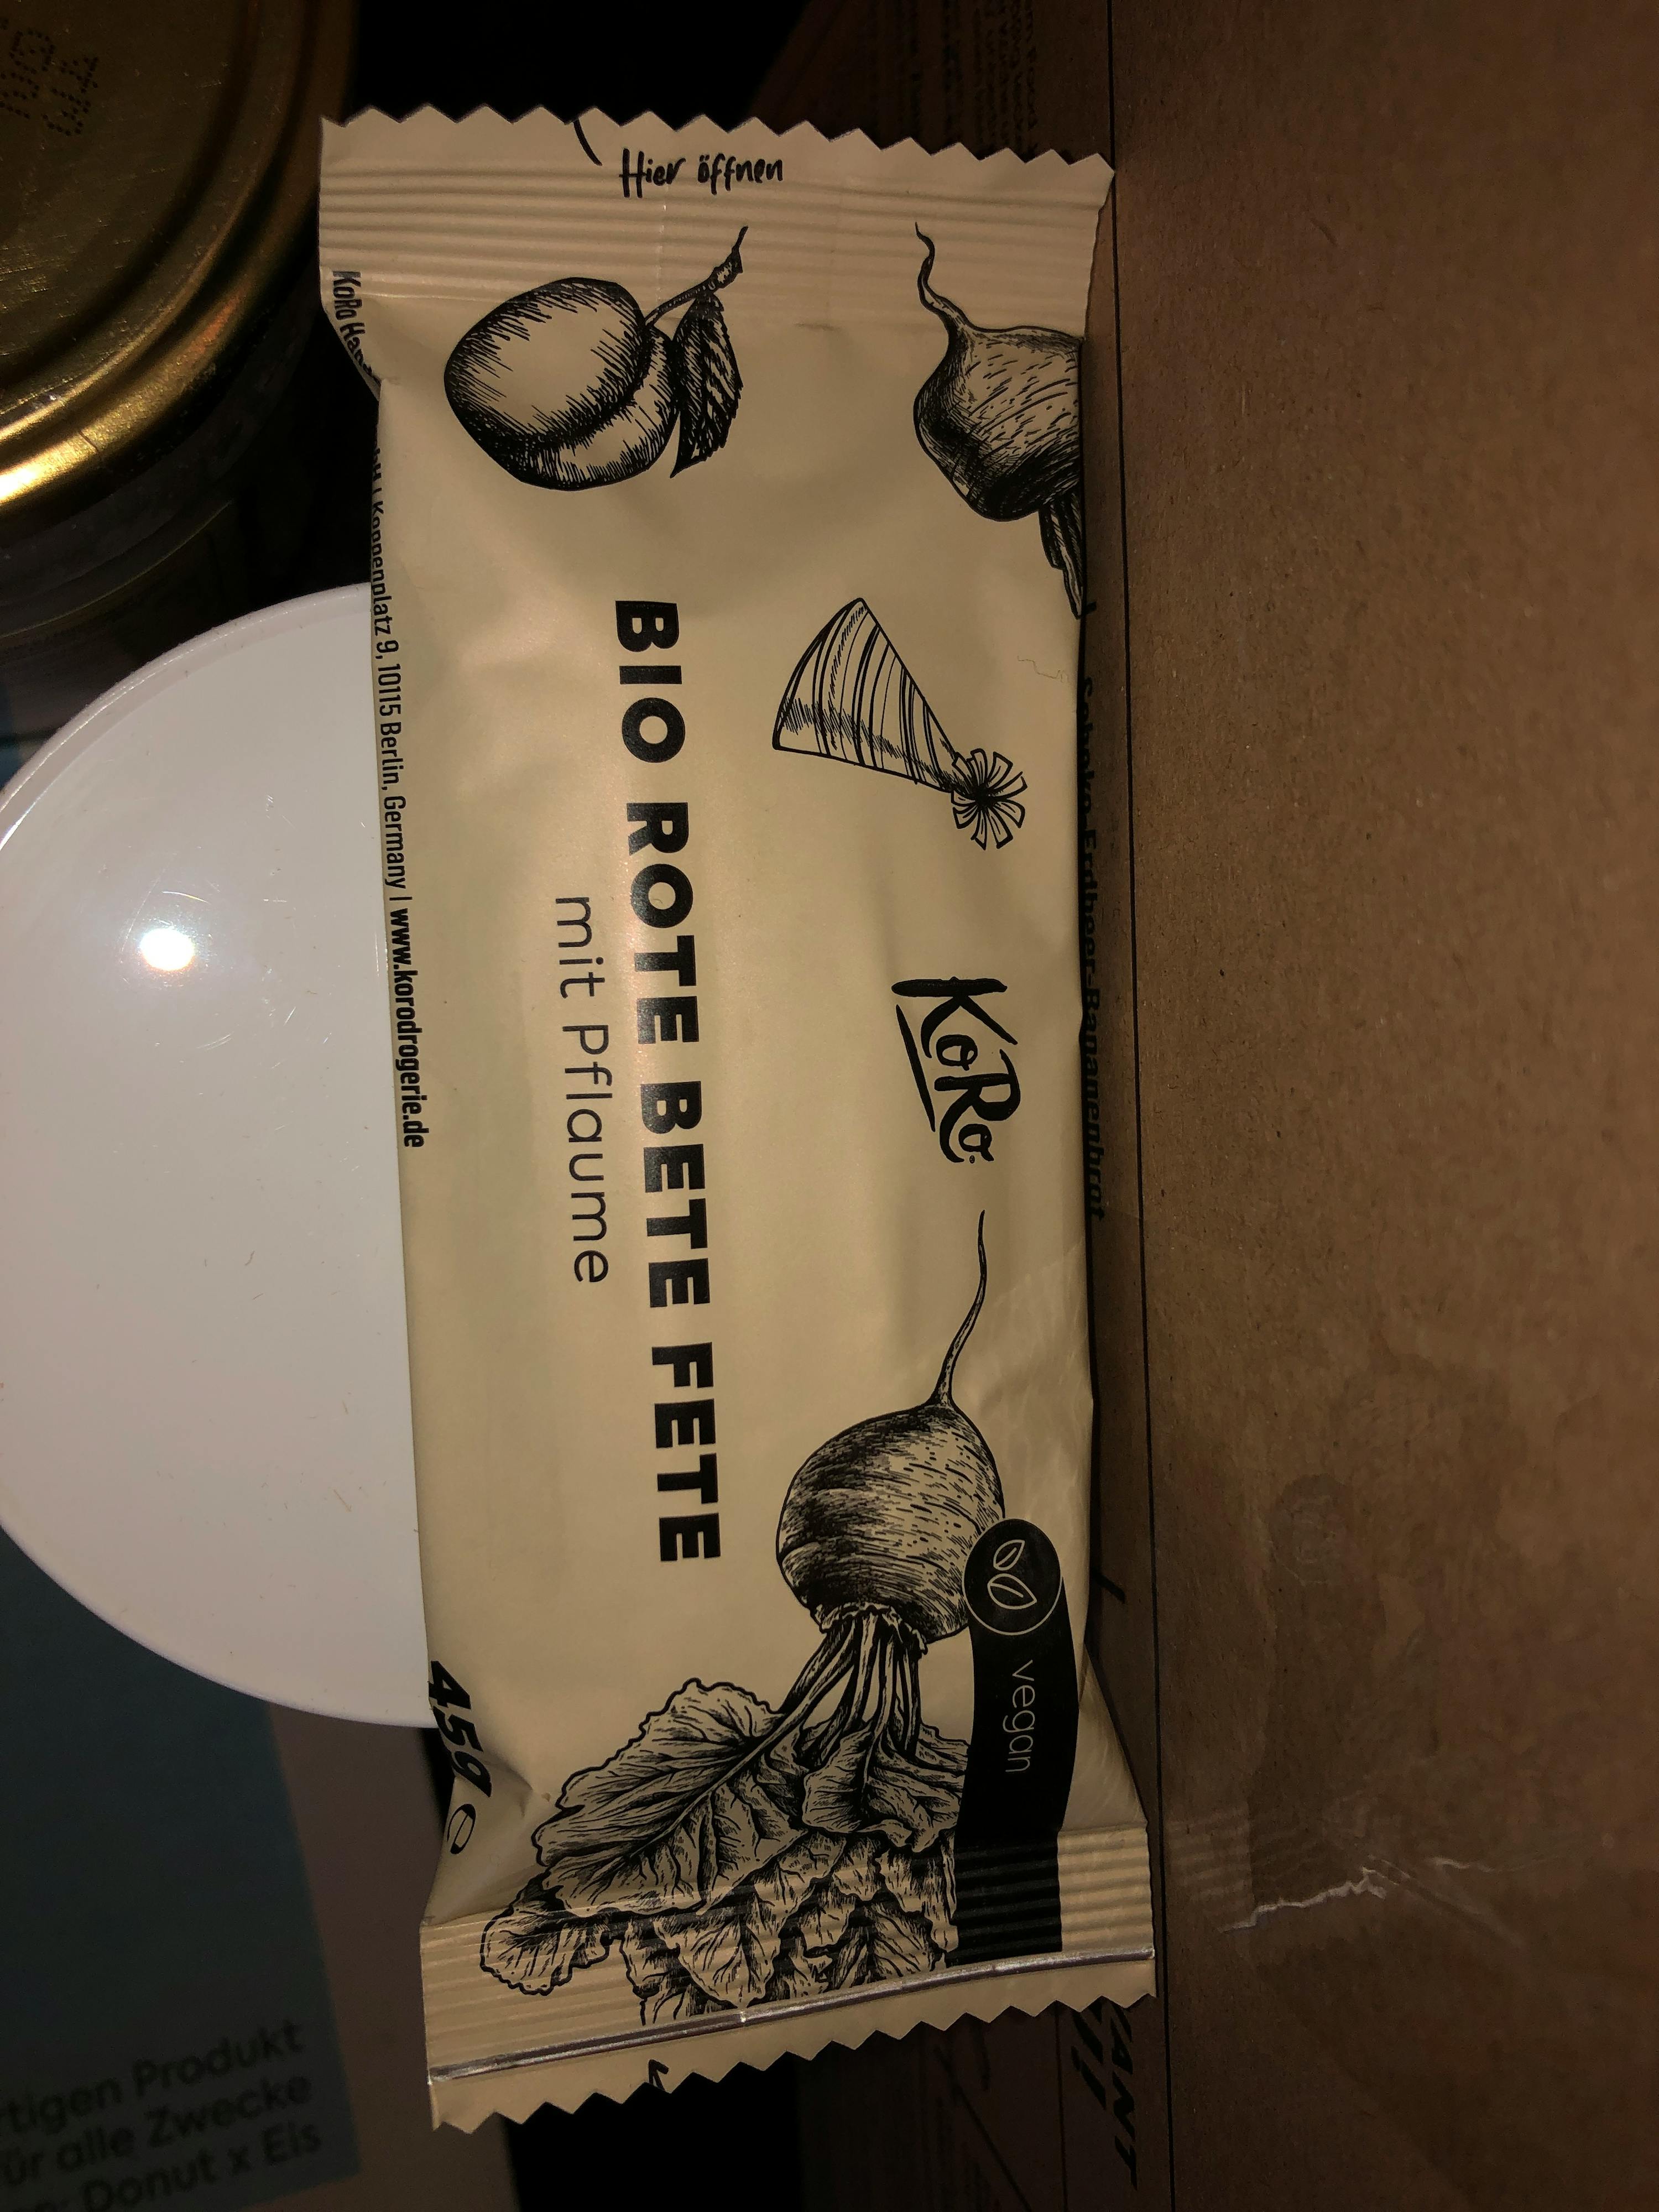 Hier öffnen
KoRo
BIO ROTE BETE FETE
mit Pflaume
vegan
45g e
Koppenplatz 9, 10115 Berlin, Germany | www.korodrogerie.de
Schoko-Erdbeer-Bananenbrot
Produkt
für alle Zwecke
Donut x Eis